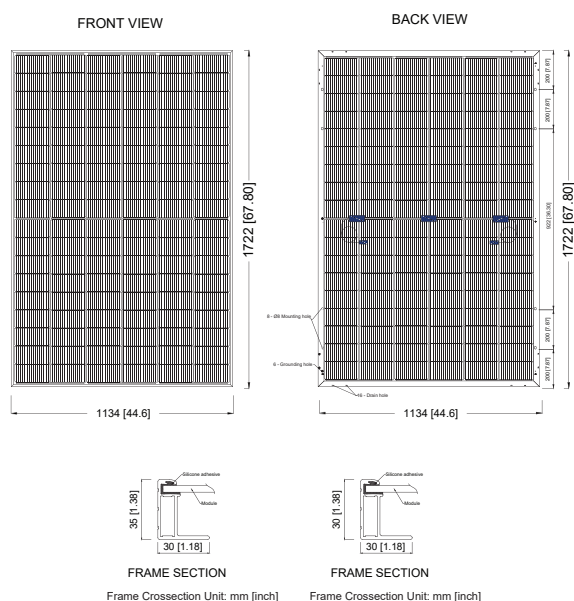 FRONT VIEW
BACK VIEW
1722 [67.80]
1134 [44.6]
200 [7.87]
200 [7.87]
922 [36.30]
200 [7.87]
200 [7.87]
1722 [67.80]
8 - Ø8 Mounting hole
6 - Grounding hole
16 - Drain hole
1134 [44.6]
Silicone adhesive
Module
35 [1.38]
30 [1.18]
FRAME SECTION
Frame Crossection Unit: mm [inch]
Silicone adhesive
Module
30 [1.38]
30 [1.18]
FRAME SECTION
Frame Crossection Unit: mm [inch]